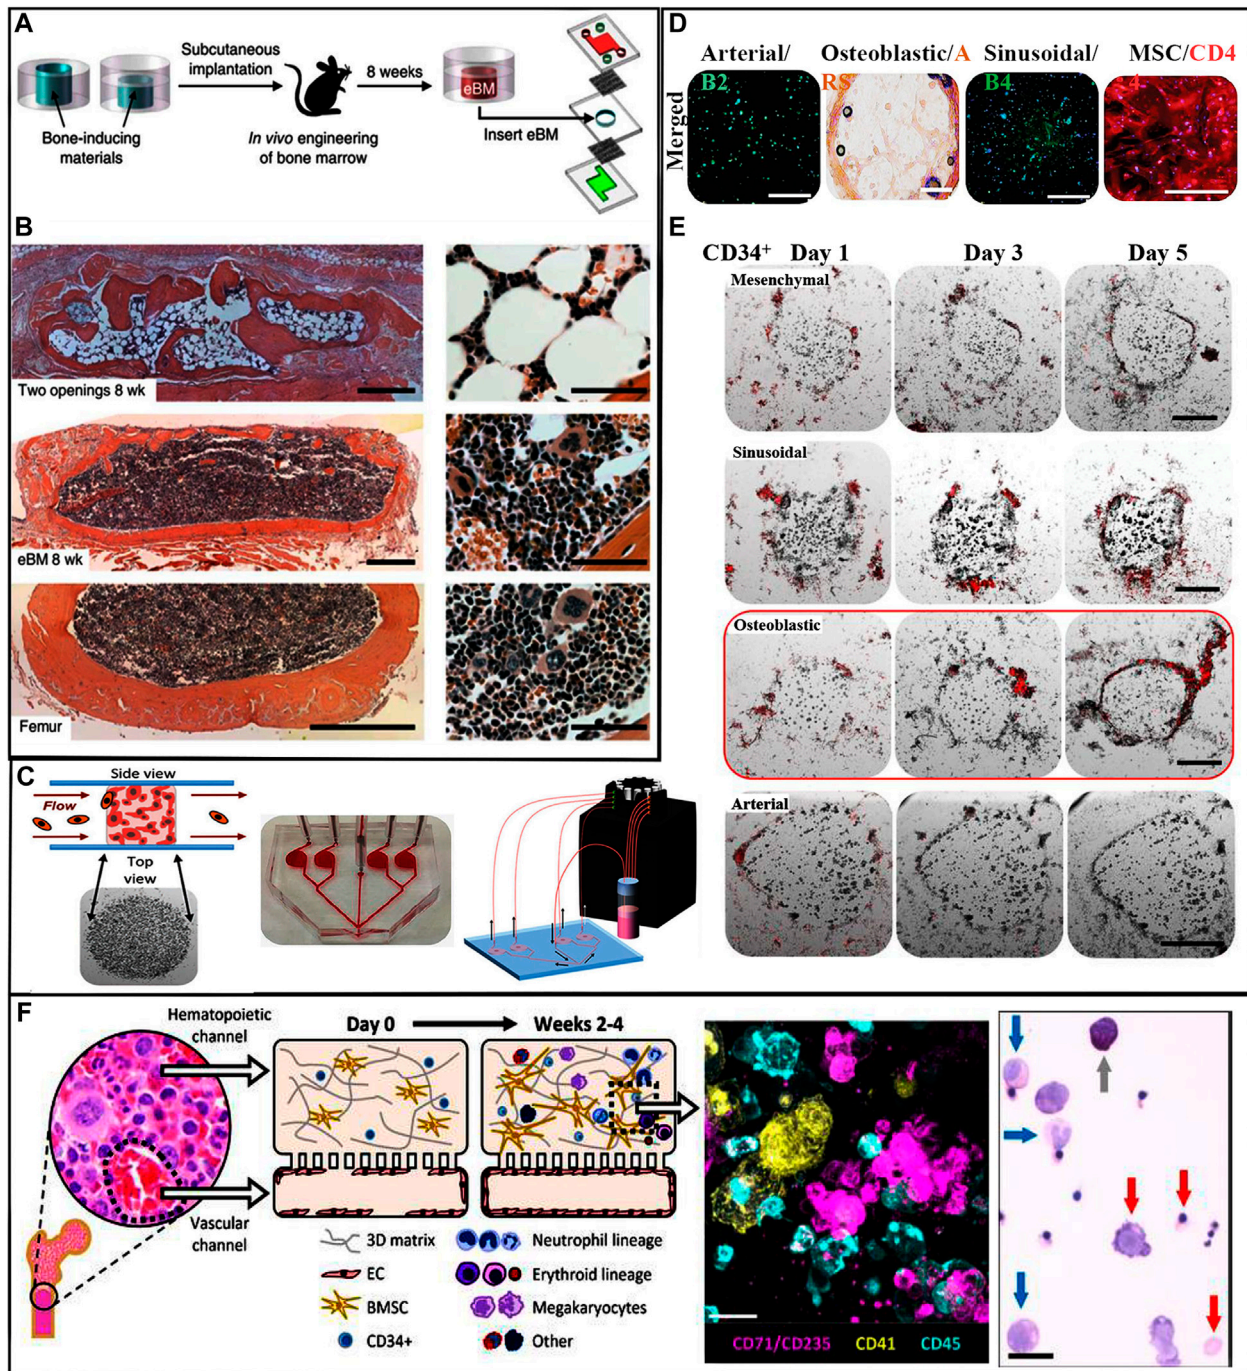 A
Subcutaneous
implantation
8 weeks
eBM
Bone-inducing
materials
In vivo engineering
of bone marrow
Insert eBM
B
Two openings 8 wk
eBM 8 wk
Femur
C
Side view
Flow
Top
view
D
Arterial/ Osteoblastic/A Sinusoidal/ MSC/CD4
B2 RS B4 4
Merged
E
CD34+ Day 1 Day 3 Day 5
Mesenchymal
Sinusoidal
Osteoblastic
Arterial
F
Hematopoietic
channel
Day 0 Weeks 2-4
Vascular
channel
3D matrix
EC
BMSC
CD34+
Neutrophil lineage
Erythroid lineage
Megakaryocytes
Other
CD71/CD235 CD41 CD45